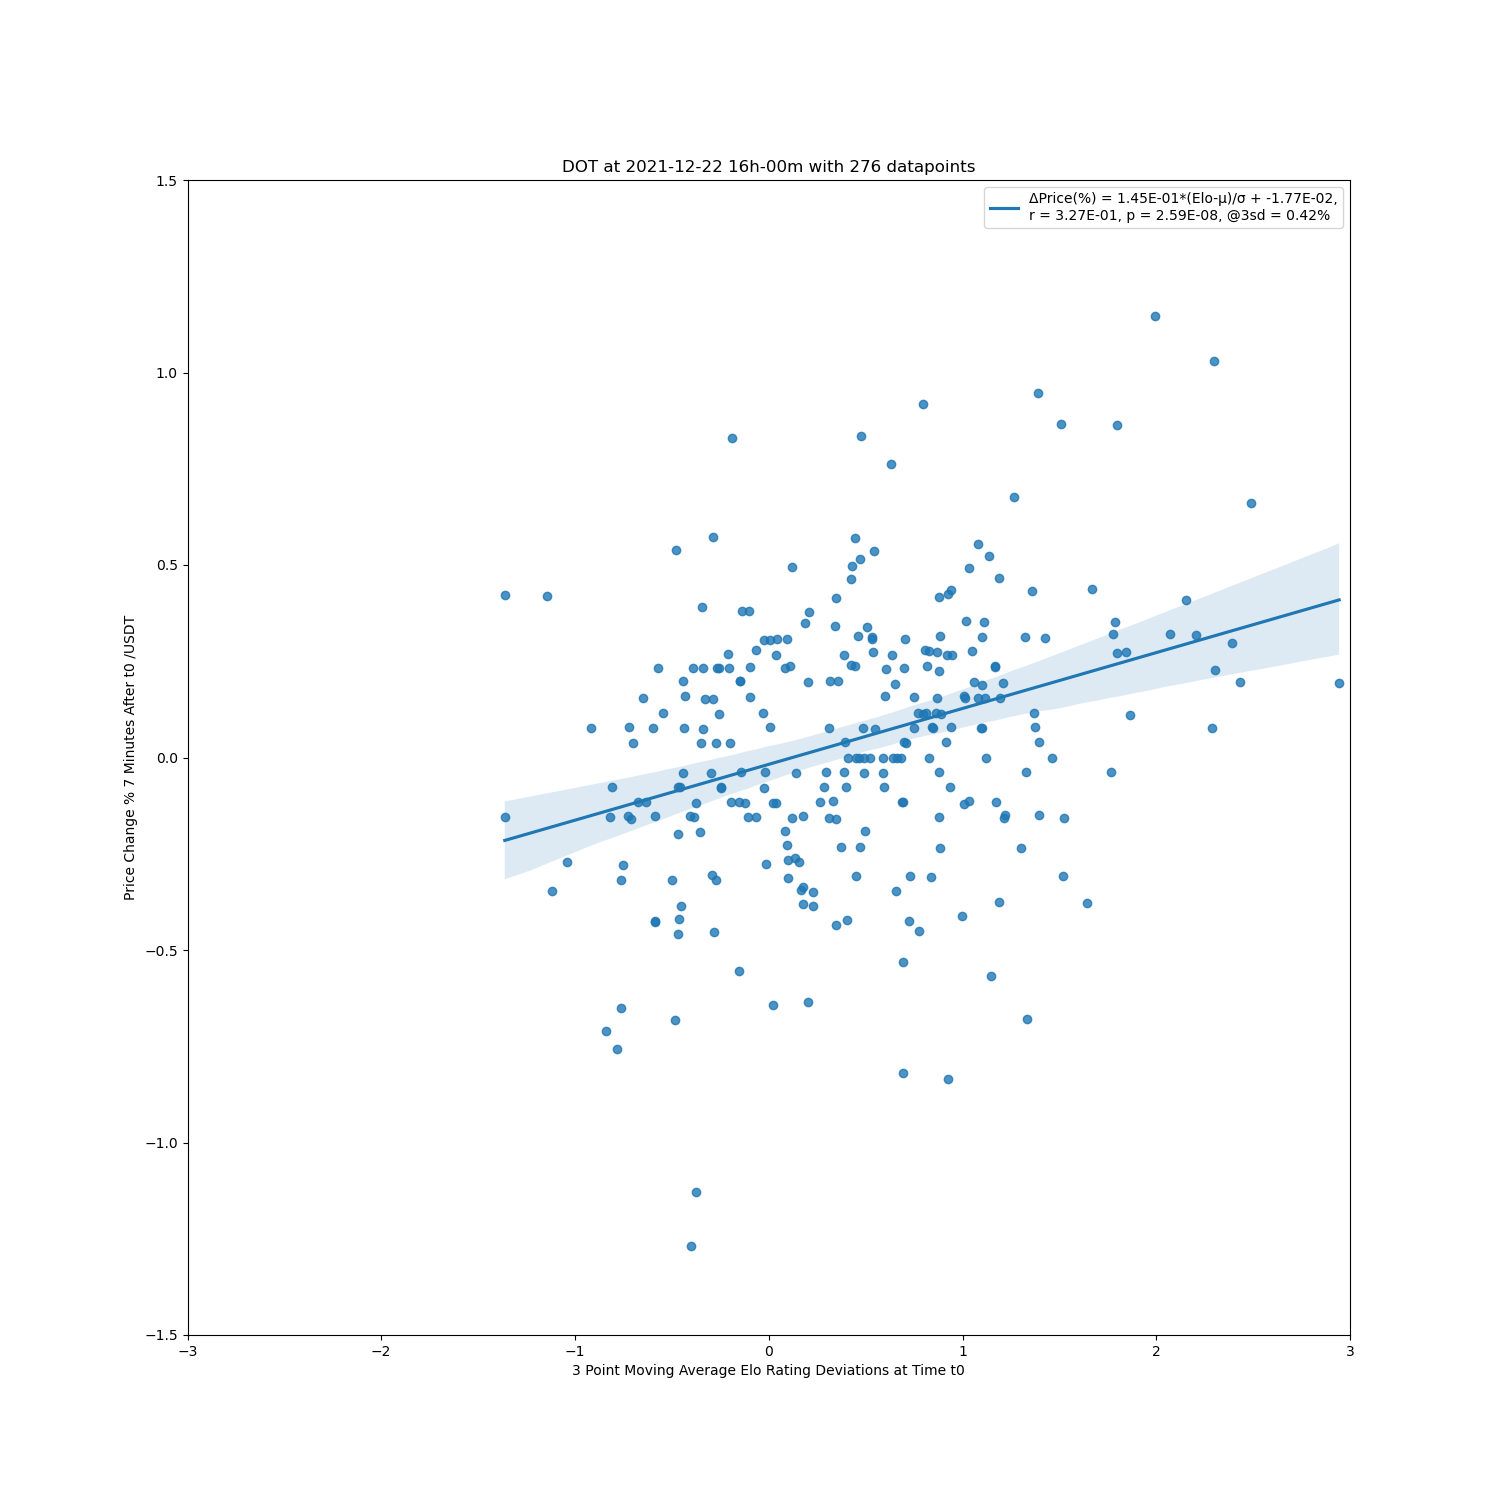 DOT at 2021-12-22 16h-00m with 276 datapoints
ΔPrice(%) = 1.45E-01*(Elo-μ)/σ + -1.77E-02,
r = 3.27E-01, p = 2.59E-08, @3sd = 0.42%
1.5
1.0
0.5
0.0
−0.5
−1.0
−1.5
Price Change % 7 Minutes After t0 /USDT
−3
−2
−1
0
1
2
3
3 Point Moving Average Elo Rating Deviations at Time t0